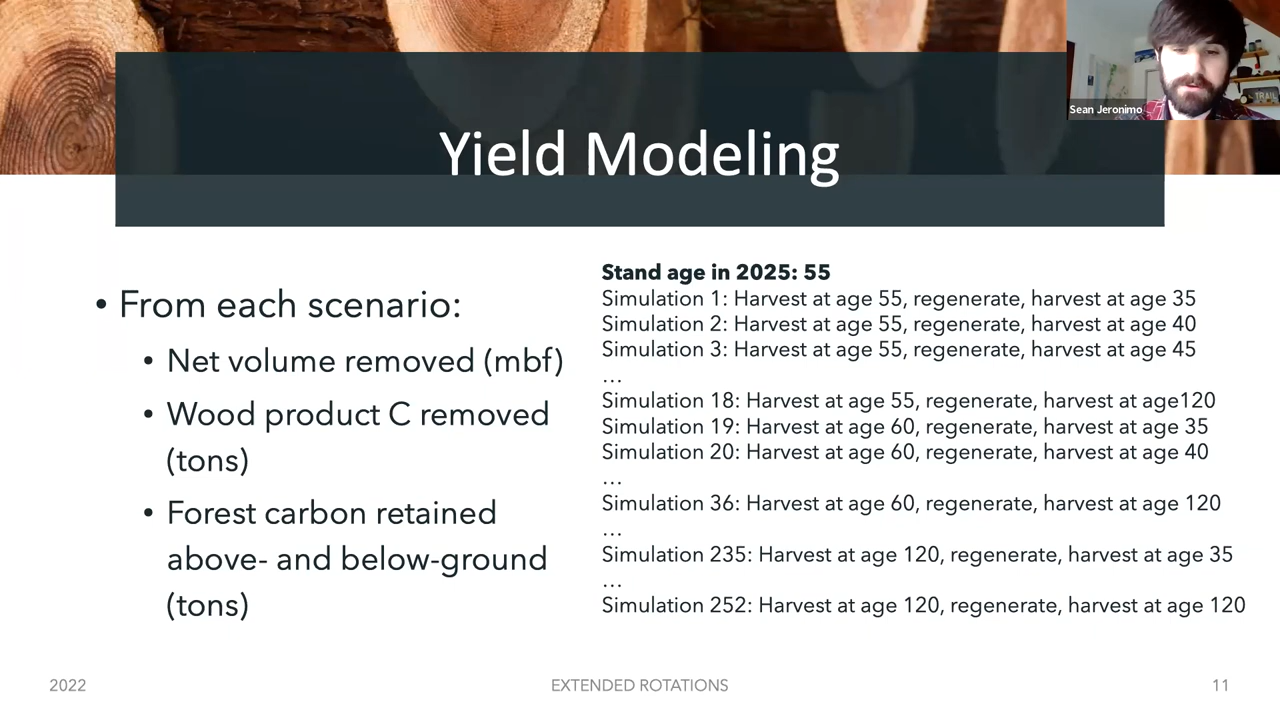 Sean Jeronimo
TRAIL
Yield Modeling
• From each scenario:
• Net volume removed (mbf)
• Wood product C removed
(tons)
• Forest carbon retained
above- and below-ground
(tons)
Stand age in 2025: 55
Simulation 1: Harvest at age 55, regenerate, harvest at age 35
Simulation 2: Harvest at age 55, regenerate, harvest at age 40
Simulation 3: Harvest at age 55, regenerate, harvest at age 45
…
Simulation 18: Harvest at age 55, regenerate, harvest at age120
Simulation 19: Harvest at age 60, regenerate, harvest at age 35
Simulation 20: Harvest at age 60, regenerate, harvest at age 40
…
Simulation 36: Harvest at age 60, regenerate, harvest at age 120
…
Simulation 235: Harvest at age 120, regenerate, harvest at age 35
…
Simulation 252: Harvest at age 120, regenerate, harvest at age 120
2022
EXTENDED ROTATIONS
11